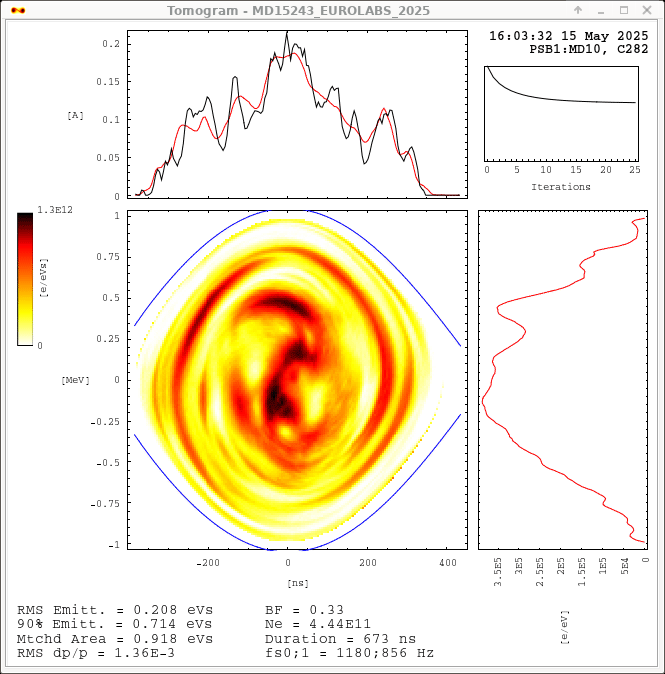 Tomogram - MD15243_EUROLABS_2025
16:03:32 15 May 2025
PSB1:MD10, C282
0.2
0.15
[A]
0.1
0.05
0
0 5 10 15 20 25
Iterations
1.3E12
[e/eVs]
0
1
0.75
0.5
0.25
[MeV]
0
-0.25
-0.5
-0.75
-1
-200 0 200 400
[ns]
3.5E5 3E5 2.5E5 2E5 1.5E5 1E5 5E4 0
[e/eV]
RMS Emitt. = 0.208 eVs BF = 0.33
90% Emitt. = 0.714 eVs Ne = 4.44E11
Mtchd Area = 0.918 eVs Duration = 673 ns
RMS dp/p = 1.36E-3 fs0;1 = 1180;856 Hz